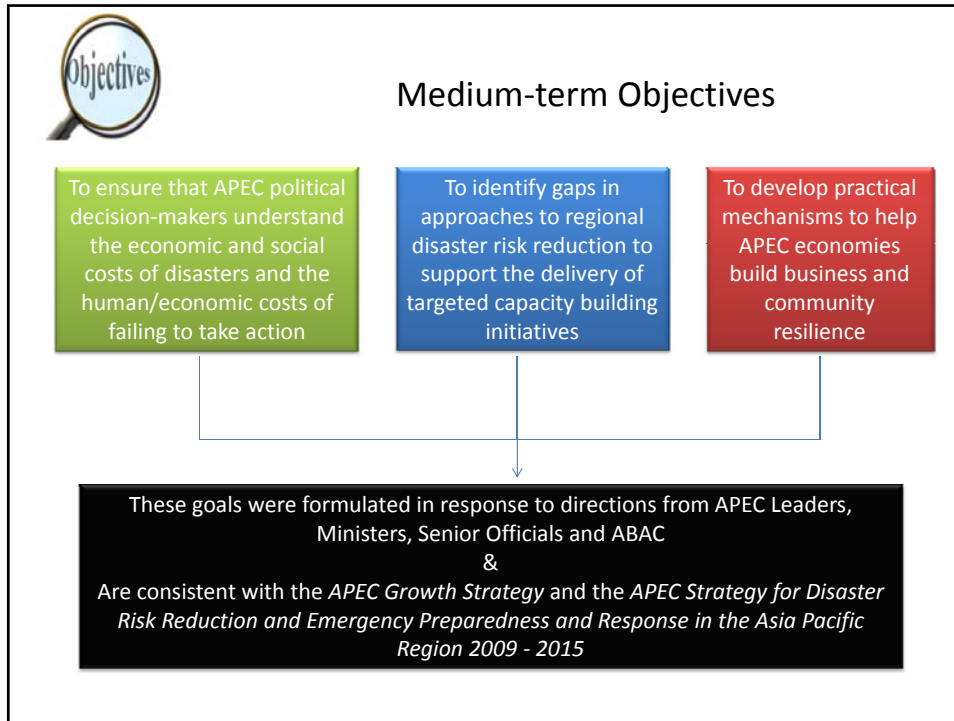 Objectives
Medium-term Objectives
To ensure that APEC political
decision-makers understand
the economic and social
costs of disasters and the
human/economic costs of
failing to take action
To identify gaps in
approaches to regional
disaster risk reduction to
support the delivery of
targeted capacity building
initiatives
To develop practical
mechanisms to help
APEC economies
build business and
community
resilience
These goals were formulated in response to directions from APEC Leaders,
Ministers, Senior Officials and ABAC
&
Are consistent with the APEC Growth Strategy and the APEC Strategy for Disaster
Risk Reduction and Emergency Preparedness and Response in the Asia Pacific
Region 2009 - 2015